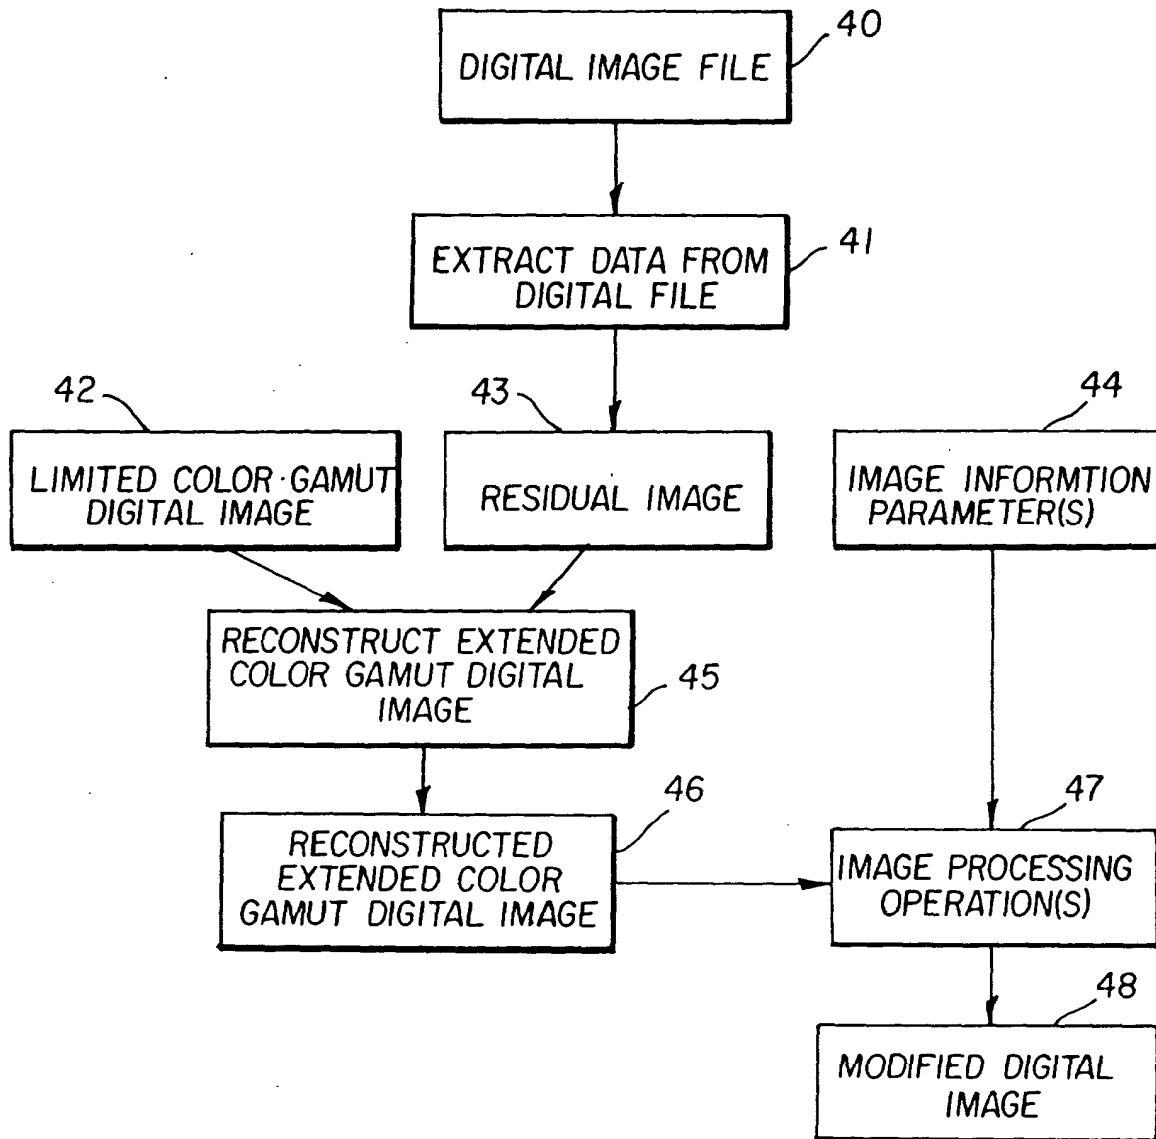 40
DIGITAL IMAGE FILE
41
EXTRACT DATA FROM
DIGITAL FILE
42
43
44
LIMITED COLOR·GAMUT
DIGITAL IMAGE
RESIDUAL IMAGE
IMAGE INFORMTION
PARAMETER(S)
RECONSTRUCT EXTENDED
COLOR GAMUT DIGITAL
IMAGE
45
46
47
RECONSTRUCTED
EXTENDED COLOR
GAMUT DIGITAL IMAGE
IMAGE PROCESSING
OPERATION(S)
48
MODIFIED DIGITAL
IMAGE